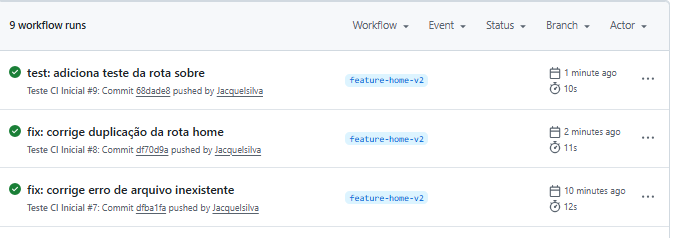 9 workflow runs Workflow Event Status Branch Actor
test: adiciona teste da rota sobre
Teste CI Inicial #9: Commit 68dade8 pushed by Jacquelsilva
feature-home-v2
1 minute ago
10s
fix: corrige duplicação da rota home
Teste CI Inicial #8: Commit df70d9a pushed by Jacquelsilva
feature-home-v2
2 minutes ago
11s
fix: corrige erro de arquivo inexistente
Teste CI Inicial #7: Commit dfba1fa pushed by Jacquelsilva
feature-home-v2
10 minutes ago
12s